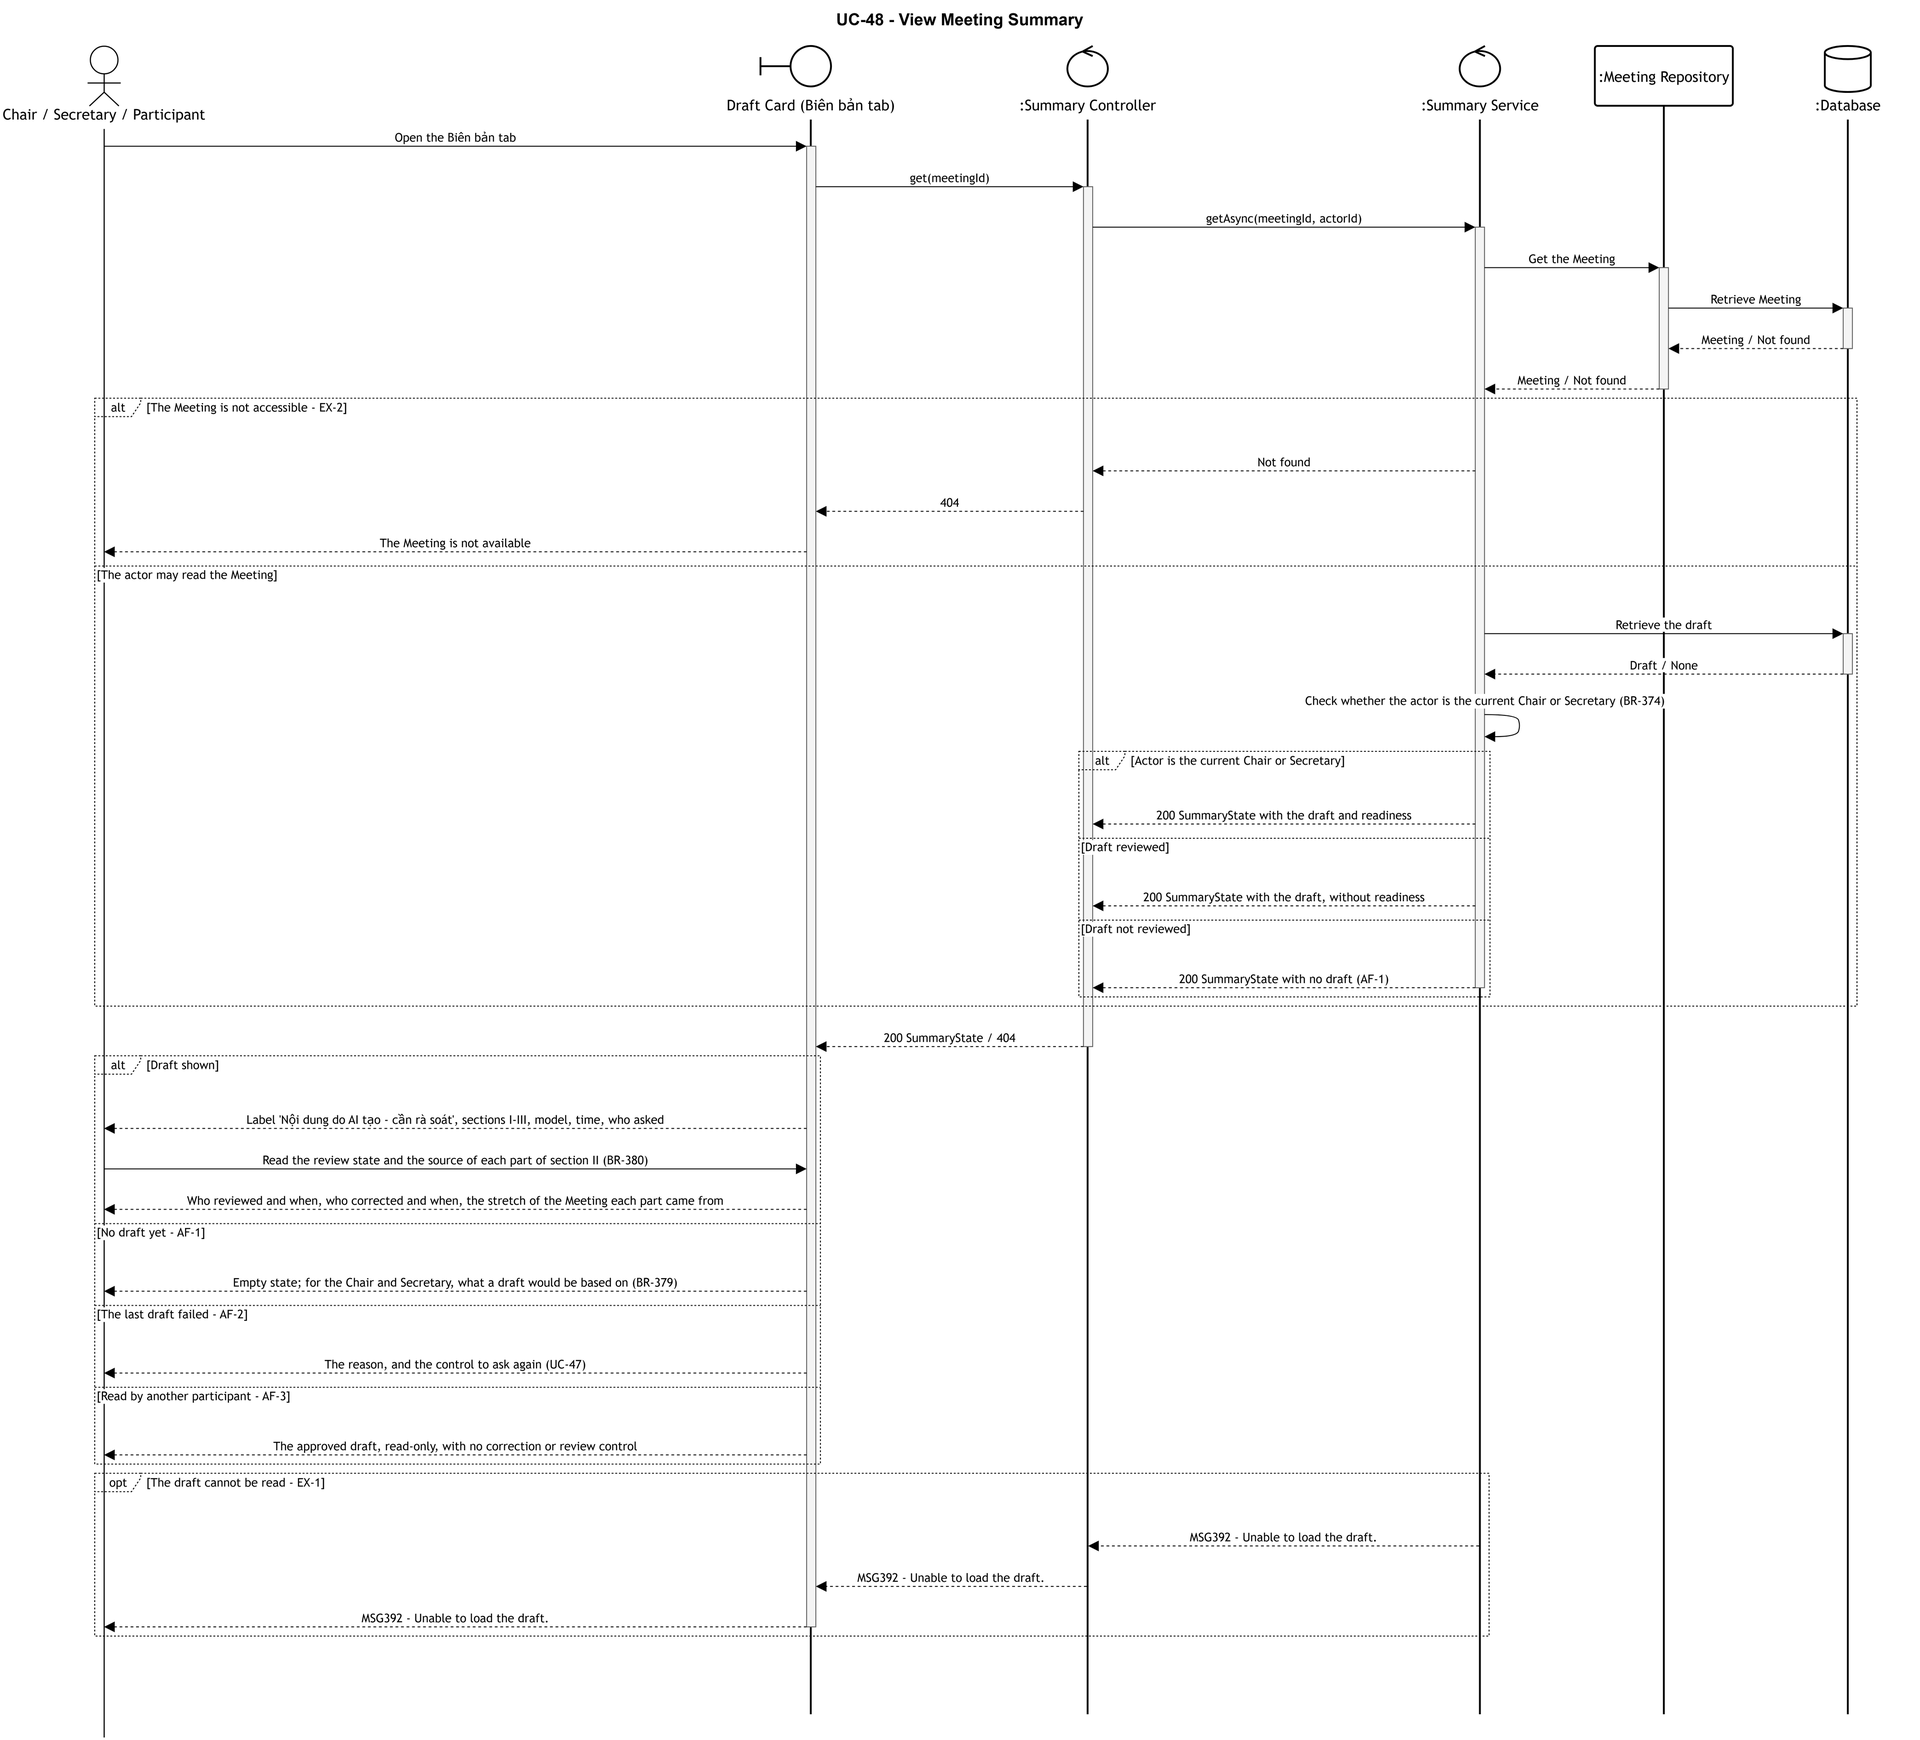 UC-48 - View Meeting Summary
Chair / Secretary / Participant
Draft Card (Biên bản tab)
:Summary Controller
:Summary Service
:Meeting Repository
:Database
Open the Biên bản tab
get(meetingId)
getAsync(meetingId, actorId)
Get the Meeting
Retrieve Meeting
Meeting / Not found
Meeting / Not found
alt [The Meeting is not accessible - EX-2]
Not found
404
The Meeting is not available
[The actor may read the Meeting]
Retrieve the draft
Draft / None
Check whether the actor is the current Chair or Secretary (BR-374)
alt [Actor is the current Chair or Secretary]
200 SummaryState with the draft and readiness
[Draft reviewed]
200 SummaryState with the draft, without readiness
[Draft not reviewed]
200 SummaryState with no draft (AF-1)
200 SummaryState / 404
alt [Draft shown]
Label 'Nội dung do AI tạo - cần rà soát', sections I-III, model, time, who asked
Read the review state and the source of each part of section II (BR-380)
Who reviewed and when, who corrected and when, the stretch of the Meeting each part came from
[No draft yet - AF-1]
Empty state; for the Chair and Secretary, what a draft would be based on (BR-379)
[The last draft failed - AF-2]
The reason, and the control to ask again (UC-47)
[Read by another participant - AF-3]
The approved draft, read-only, with no correction or review control
opt [The draft cannot be read - EX-1]
MSG392 - Unable to load the draft.
MSG392 - Unable to load the draft.
MSG392 - Unable to load the draft.